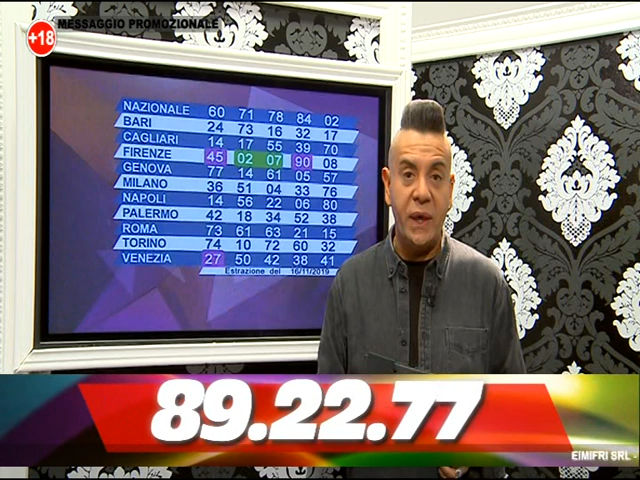 MESSAGGIO PROMOZIONALE
+18
NAZIONALE 60 71 78 84 02
BARI 24 73 16 32 17
CAGLIARI 14 17 55 39 70
FIRENZE 45 02 07 90 08
GENOVA 77 14 61 05 57
MILANO 36 51 04 33 76
NAPOLI 14 56 22 06 80
PALERMO 42 18 34 52 38
ROMA 73 61 63 21 15
TORINO 74 10 72 60 32
VENEZIA 27 50 42 38 41
Estrazione del 16/11/2019
89.22.77
EIMIFRI SRL -